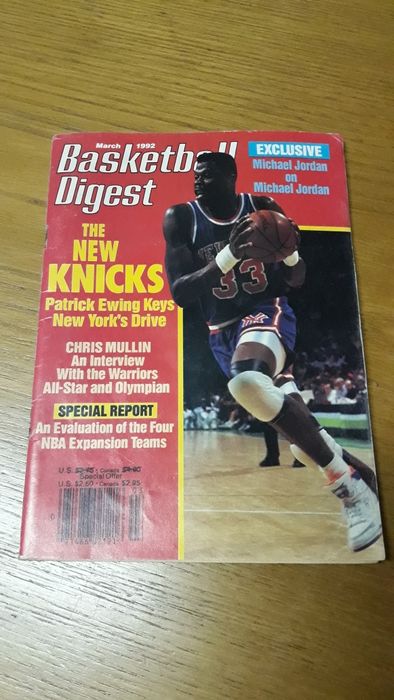 March 1992
Basketball
Digest
EXCLUSIVE
Michael Jordan
on
Michael Jordan
THE
NEW
KNICKS
Patrick Ewing Keys
New York's Drive
CHRIS MULLIN
An Interview
With the Warriors
All-Star and Olympian
SPECIAL REPORT
An Evaluation of the Four
NBA Expansion Teams
33
Special Offer
U.S. $2.50 - Canada $2.95